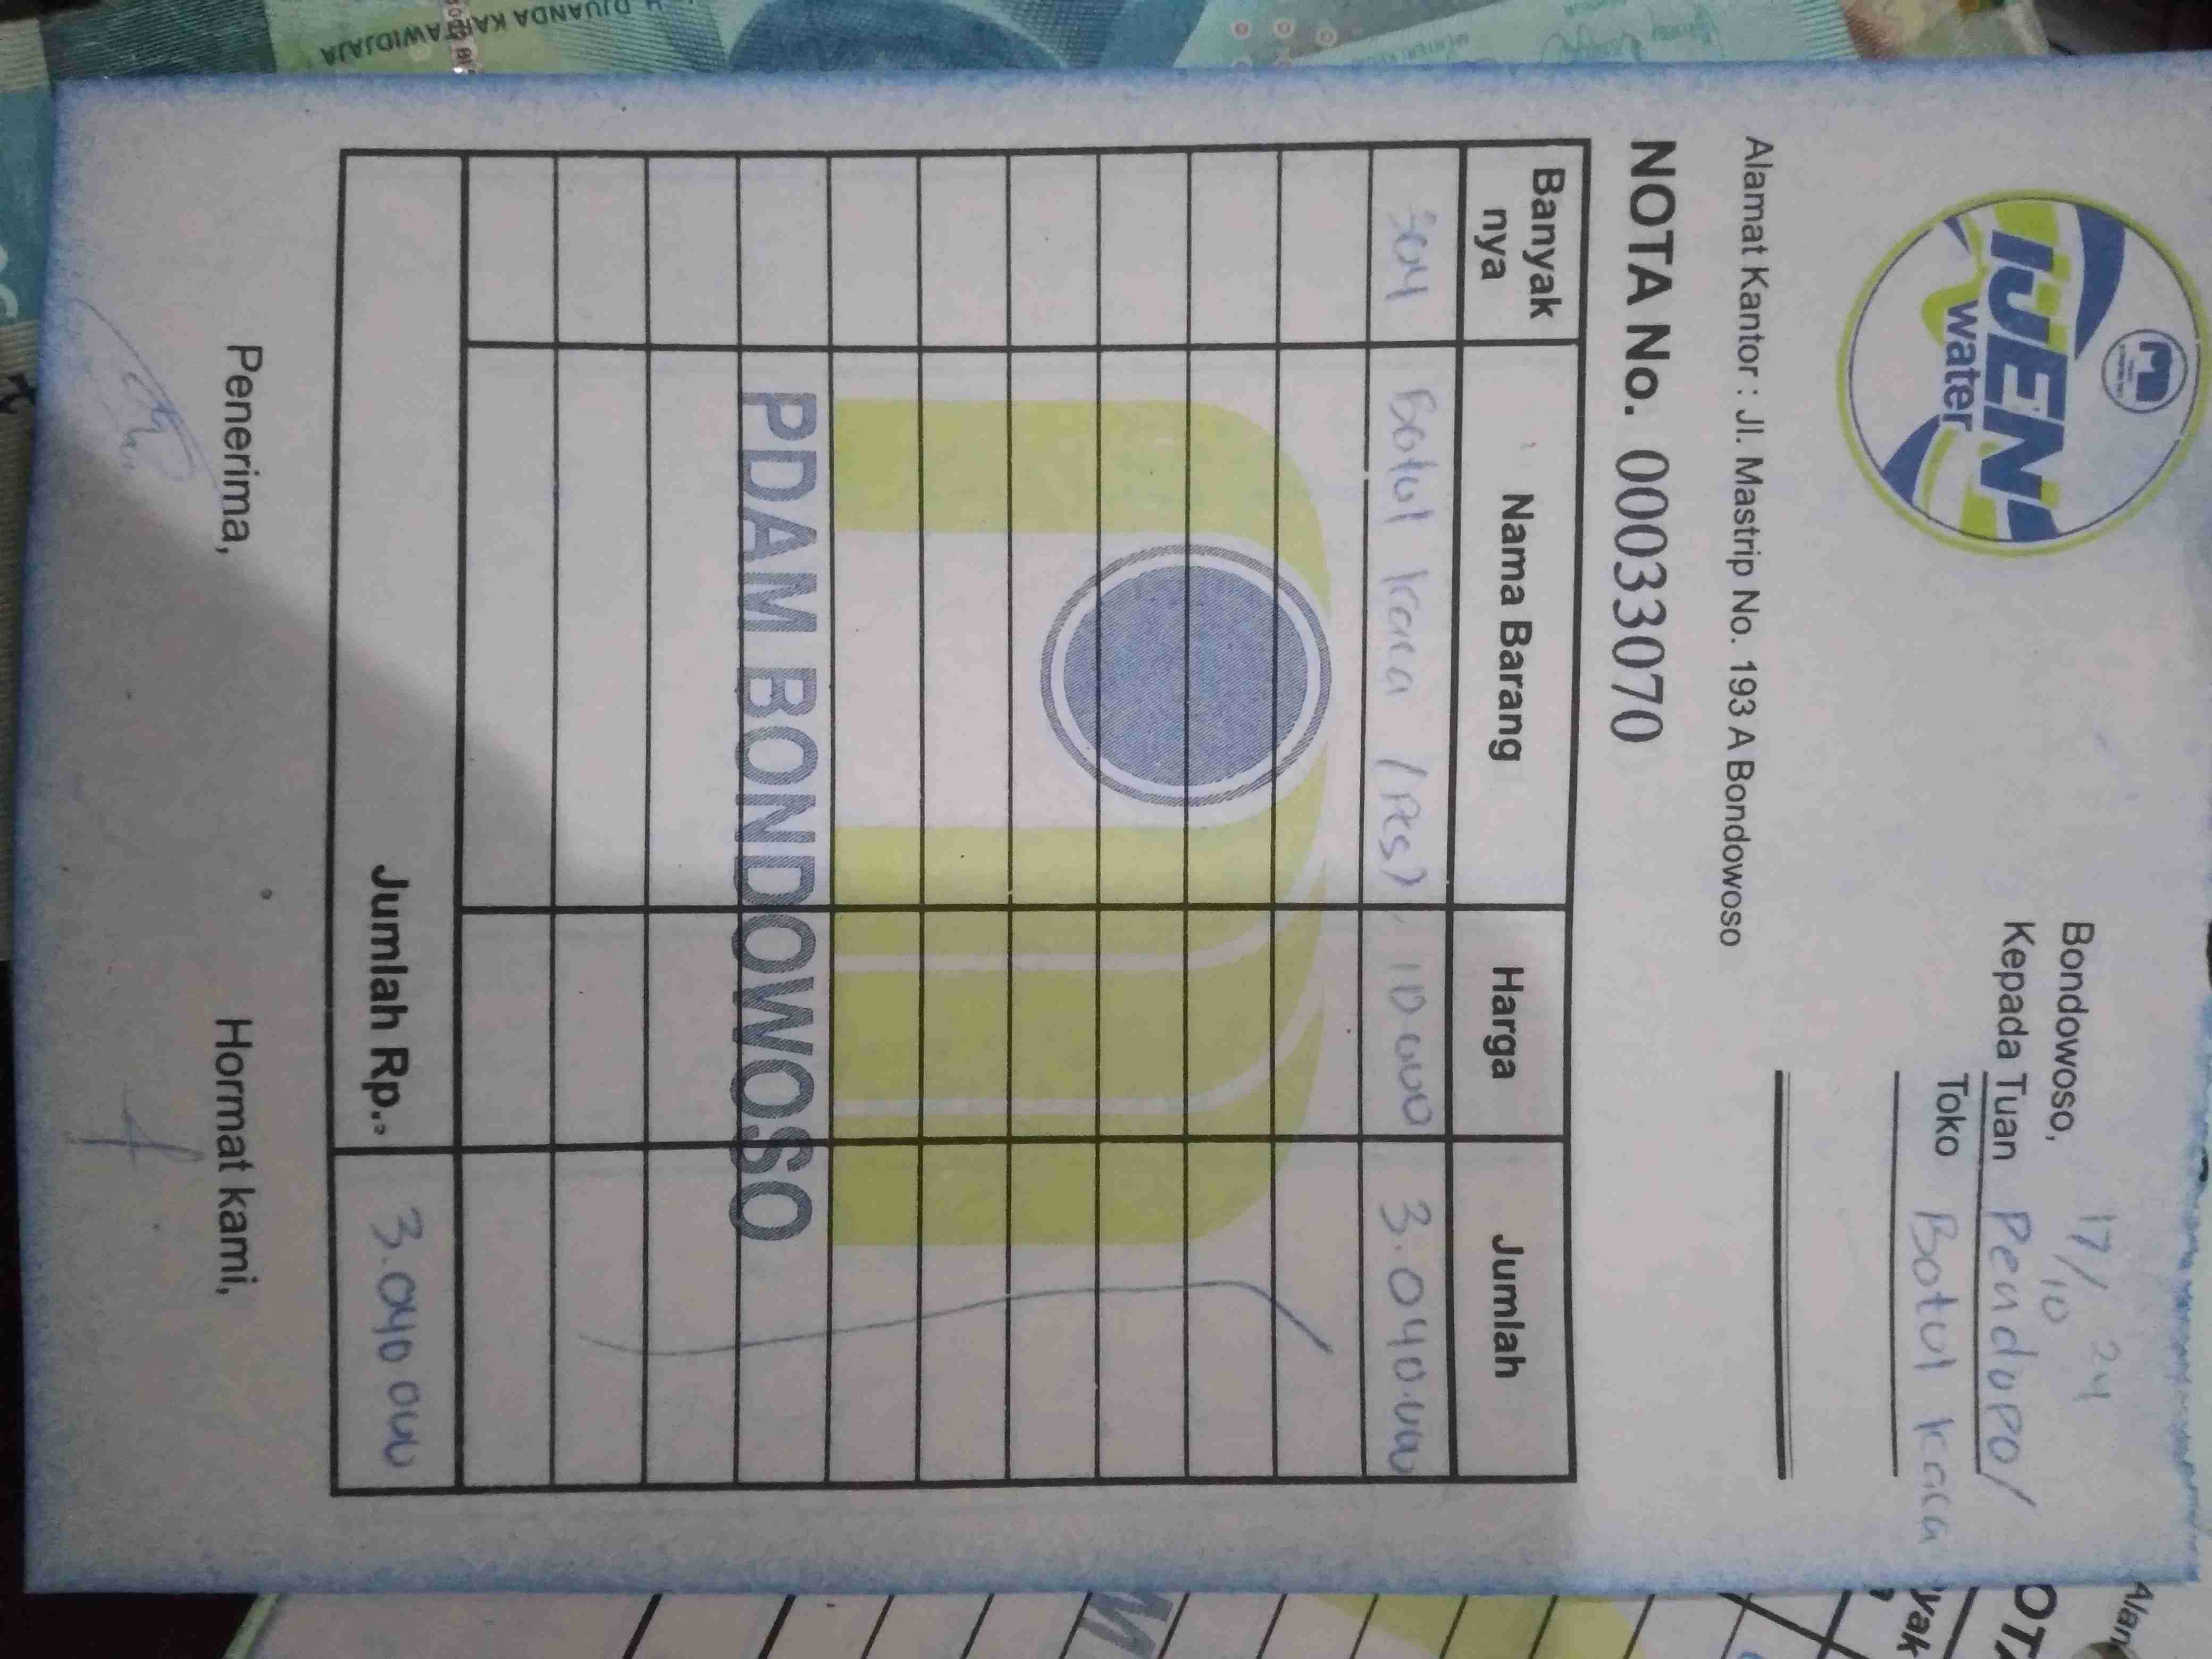 IJEN
water
Bondowoso, 17/10 24
Kepada Tuan Pendopo/
Toko Botol kaca
Alamat Kantor : Jl. Mastrip No. 193 A Bondowoso
NOTA No. 00033070
Banyak nya Nama Barang Harga Jumlah
304 Botol kaca (Pcs) 10.000 3.040.000
PDAM BONDOWOSO
Jumlah Rp. 3.040.000
Penerima, Hormat kami,
DJUANDA KARTAWIDJAJA